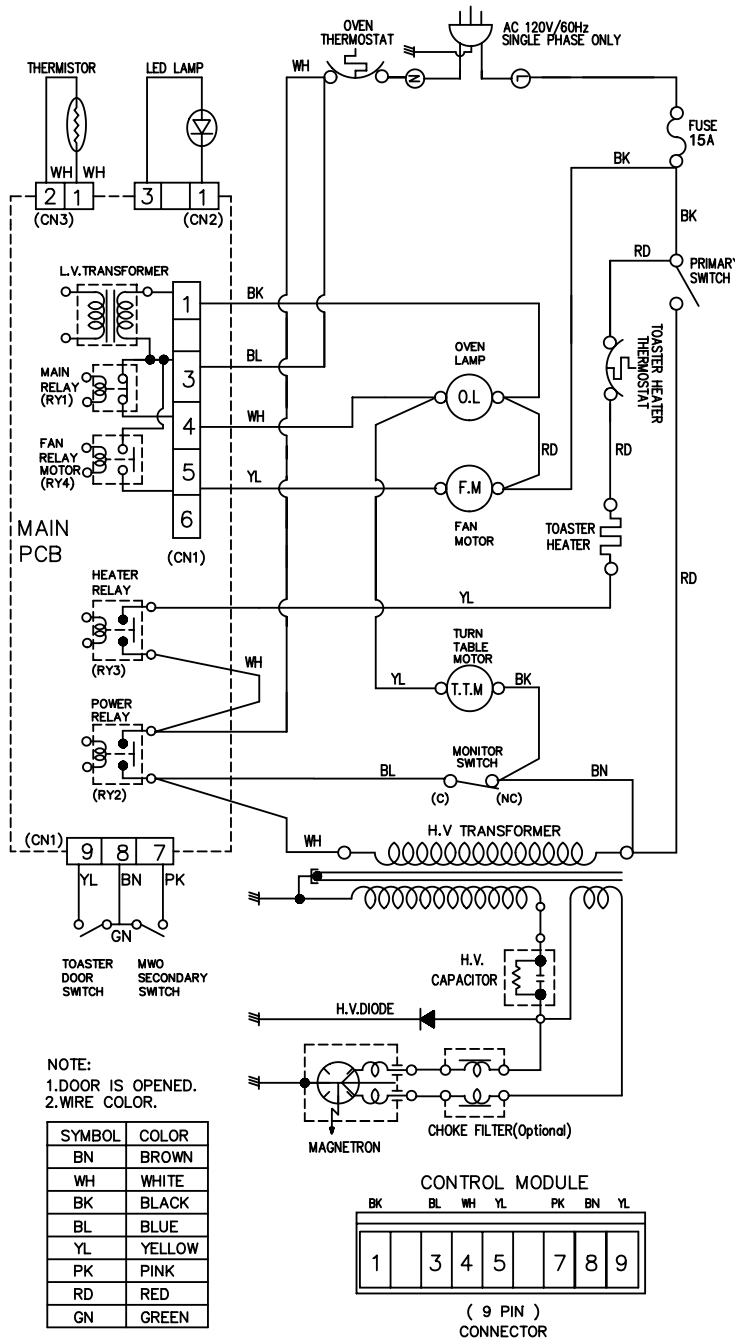 OVEN
THERMOSTAT
AC 120V/60Hz
SINGLE PHASE ONLY
THERMISTOR
LED LAMP
WH
N
L
FUSE
15A
WH WH
BK
2 1
3 1
(CN3)
(CN2)
BK
RD
PRIMARY
SWITCH
L.V.TRANSFORMER
1
BK
TOASTER HEATER
THERMOSTAT
OVEN
LAMP
MAIN
RELAY
(RY1)
3
BL
O.L
4
WH
FAN
RELAY
MOTOR
(RY4)
5
YL
RD
RD
F.M
FAN
MOTOR
6
(CN1)
TOASTER
HEATER
MAIN
PCB
HEATER
RELAY
RD
YL
(RY3)
WH
TURN
TABLE
MOTOR
YL
T.T.M
BK
POWER
RELAY
MONITOR
SWITCH
BL
BN
(RY2)
(C)
(NC)
(CN1)
WH
H.V TRANSFORMER
9 8 7
YL BN PK
GN
TOASTER
DOOR
SWITCH
MWO
SECONDARY
SWITCH
H.V.
CAPACITOR
H.V.DIODE
NOTE:
1.DOOR IS OPENED.
2.WIRE COLOR.
MAGNETRON
CHOKE FILTER(Optional)
SYMBOL COLOR
BN BROWN
WH WHITE
BK BLACK
BL BLUE
YL YELLOW
PK PINK
RD RED
GN GREEN
CONTROL MODULE
BK BL WH YL PK BN YL
1 3 4 5 7 8 9
( 9 PIN )
CONNECTOR